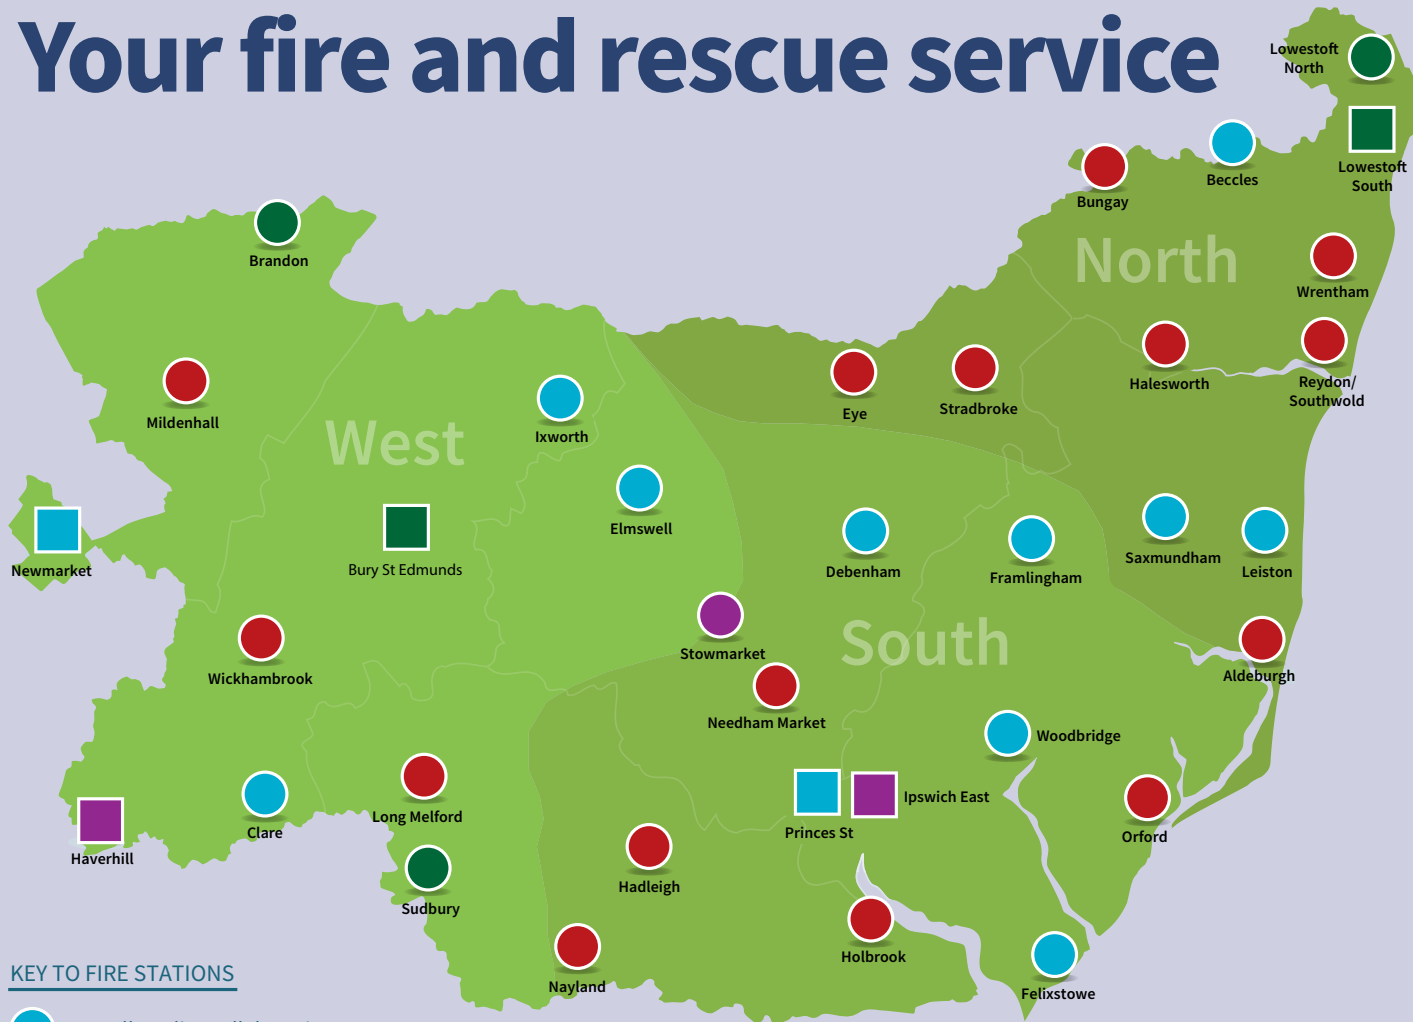 Your fire and rescue service
Lowestoft
North
Lowestoft
South
Beccles
Bungay
North
Brandon
Wrentham
Mildenhall
Halesworth
Reydon/
Southwold
Eye
Stradbroke
Ixworth
West
Elmswell
Newmarket
Bury St Edmunds
Debenham
Framlingham
Saxmundham
Leiston
Stowmarket
South
Wickhambrook
Aldeburgh
Needham Market
Woodbridge
Ipswich East
Princes St
Orford
Long Melford
Clare
Haverhill
Hadleigh
Sudbury
Holbrook
Nayland
Felixstowe
KEY TO FIRE STATIONS